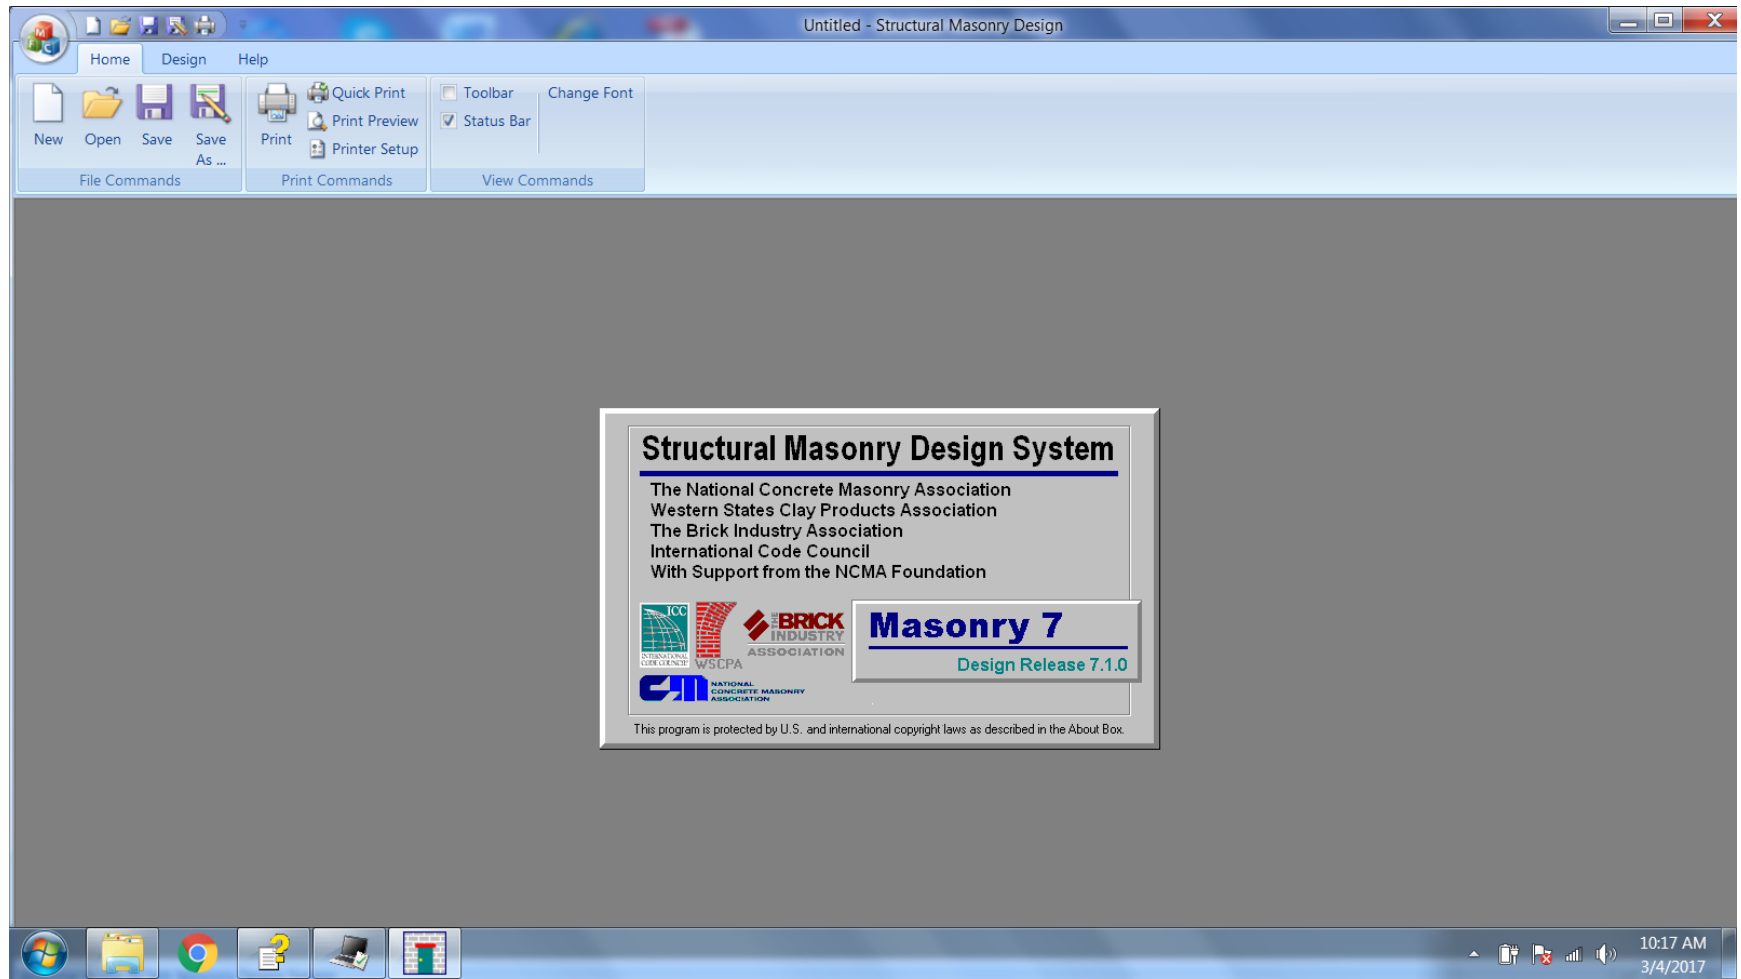 Untitled - Structural Masonry Design
Home Design Help
New Open Save Save As ...
Print
Quick Print
Print Preview
Printer Setup
Toolbar
Status Bar
Change Font
File Commands Print Commands View Commands
Structural Masonry Design System
The National Concrete Masonry Association
Western States Clay Products Association
The Brick Industry Association
International Code Council
With Support from the NCMA Foundation
ICC
INTERNATIONAL
CODE COUNCIL
WSCPA
THE BRICK
INDUSTRY
ASSOCIATION
NATIONAL
CONCRETE MASONRY
ASSOCIATION
Masonry 7
Design Release 7.1.0
This program is protected by U.S. and international copyright laws as described in the About Box.
10:17 AM
3/4/2017